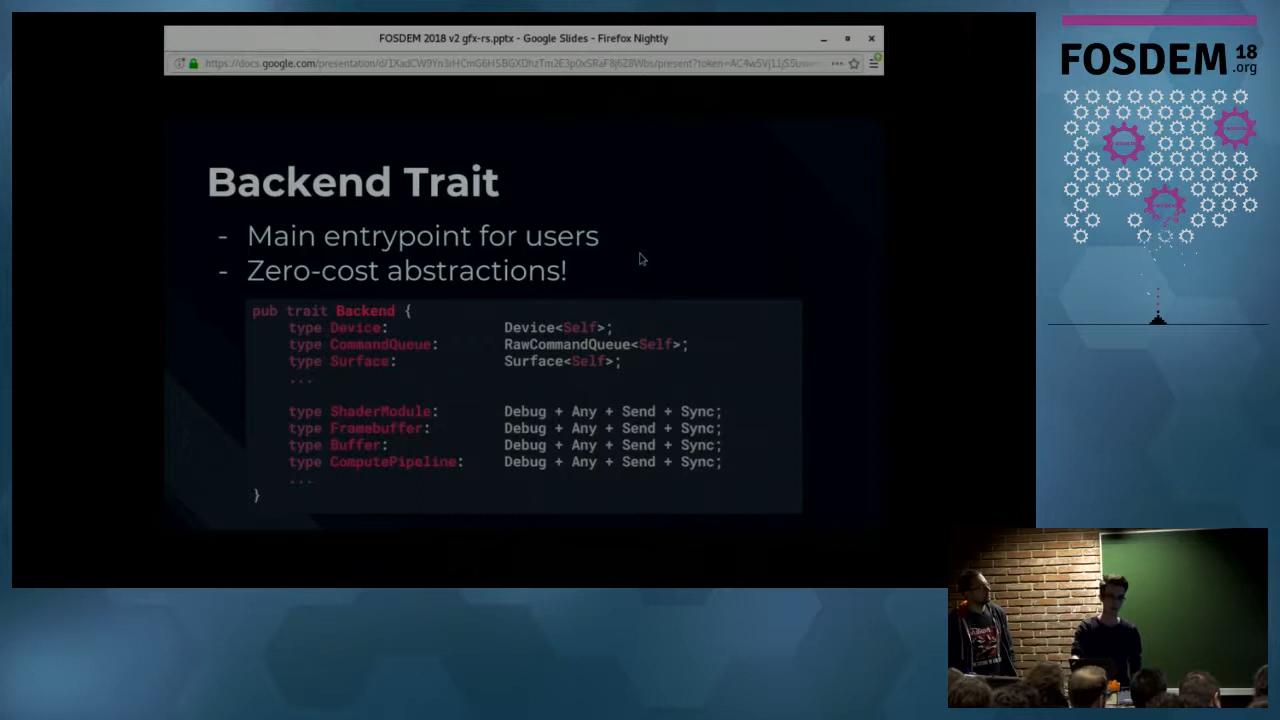 FOSDEM 2018 v2 gfx-rs.pptx - Google Slides - Firefox Nightly
Backend Trait
- Main entrypoint for users
- Zero-cost abstractions!
pub trait Backend {
type Device: Device<Self>;
type CommandQueue: RawCommandQueue<Self>;
type Surface: Surface<Self>;
...
type ShaderModule: Debug + Any + Send + Sync;
type Framebuffer: Debug + Any + Send + Sync;
type Buffer: Debug + Any + Send + Sync;
type ComputePipeline: Debug + Any + Send + Sync;
...
}
FOSDEM 18
.org